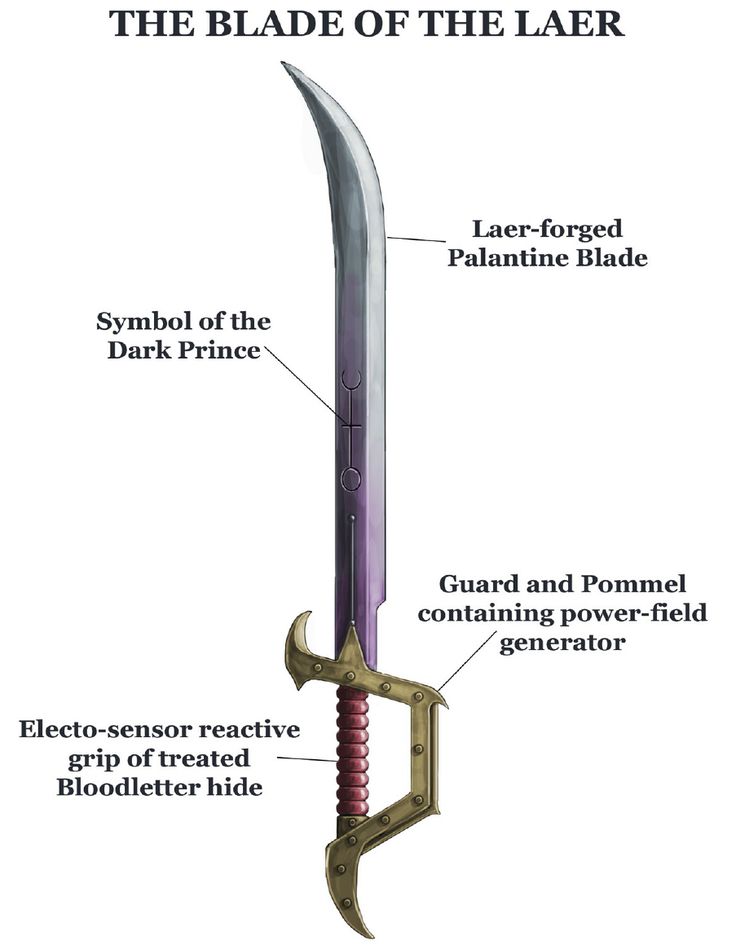 THE BLADE OF THE LAER
Laer-forged
Palantine Blade
Symbol of the
Dark Prince
Guard and Pommel
containing power-field
generator
Electo-sensor reactive
grip of treated
Bloodletter hide